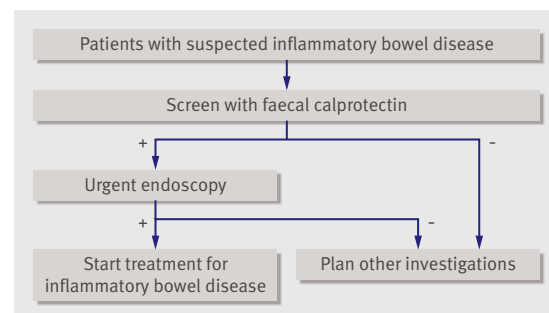 Patients with suspected inflammatory bowel disease
Screen with faecal calprotectin
+
-
Urgent endoscopy
+
-
Start treatment for
inflammatory bowel disease
Plan other investigations